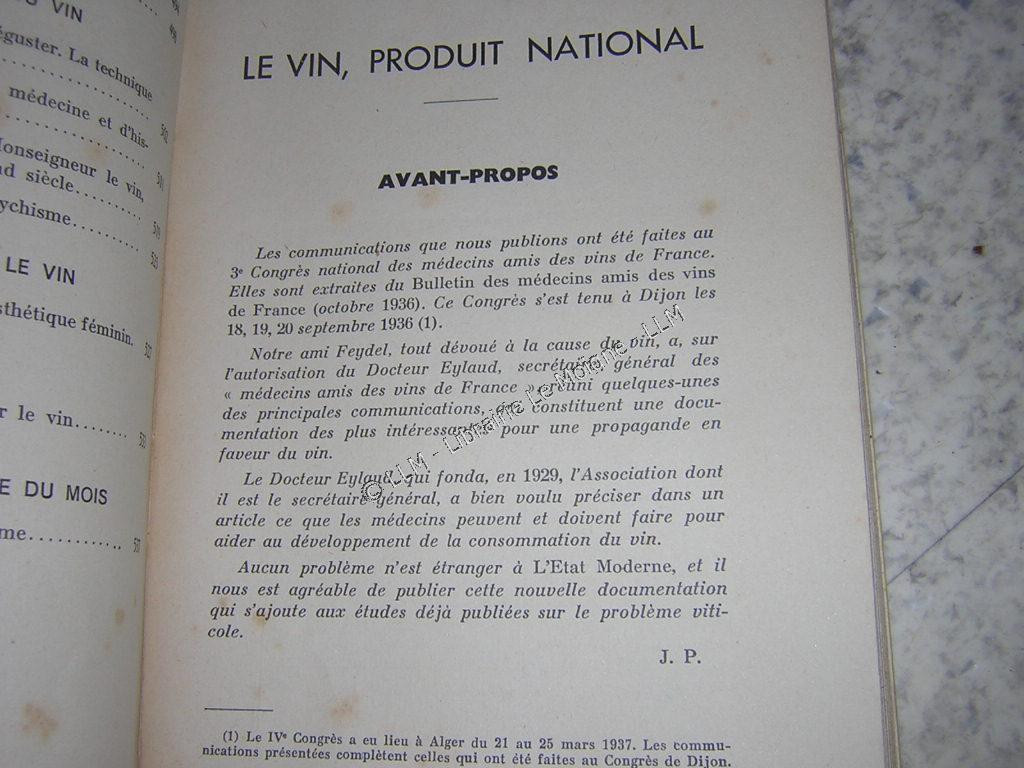 DU VIN
éguster. La technique
médecine et d'his-
Monseigneur le vin,
nd siècle..........
ychisme...........
LE VIN
sthétique féminin.
r le vin........
E DU MOIS
me............
LE VIN, PRODUIT NATIONAL
AVANT-PROPOS
Les communications que nous publions ont été faites au
3e Congrès national des médecins amis des vins de France.
Elles sont extraites du Bulletin des médecins amis des vins
de France (octobre 1936). Ce Congrès s'est tenu à Dijon les
18, 19, 20 septembre 1936 (1).
Notre ami Feydel, tout dévoué à la cause du vin, a, sur
l'autorisation du Docteur Eylaud, secrétaire général des
« médecins amis des vins de France » réuni quelques-unes
des principales communications, qui constituent une docu-
mentation des plus intéressantes pour une propagande en
faveur du vin.
Le Docteur Eylaud qui fonda, en 1929, l'Association dont
il est le secrétaire général, a bien voulu préciser dans un
article ce que les médecins peuvent et doivent faire pour
aider au développement de la consommation du vin.
Aucun problème n'est étranger à L'Etat Moderne, et il
nous est agréable de publier cette nouvelle documentation
qui s'ajoute aux études déjà publiées sur le problème viti-
cole.
J. P.
(1) Le IVe Congrès a eu lieu à Alger du 21 au 25 mars 1937. Les commu-
nications présentées complètent celles qui ont été faites au Congrès de Dijon.
© LLM - Librairie Le Moigne - LLM